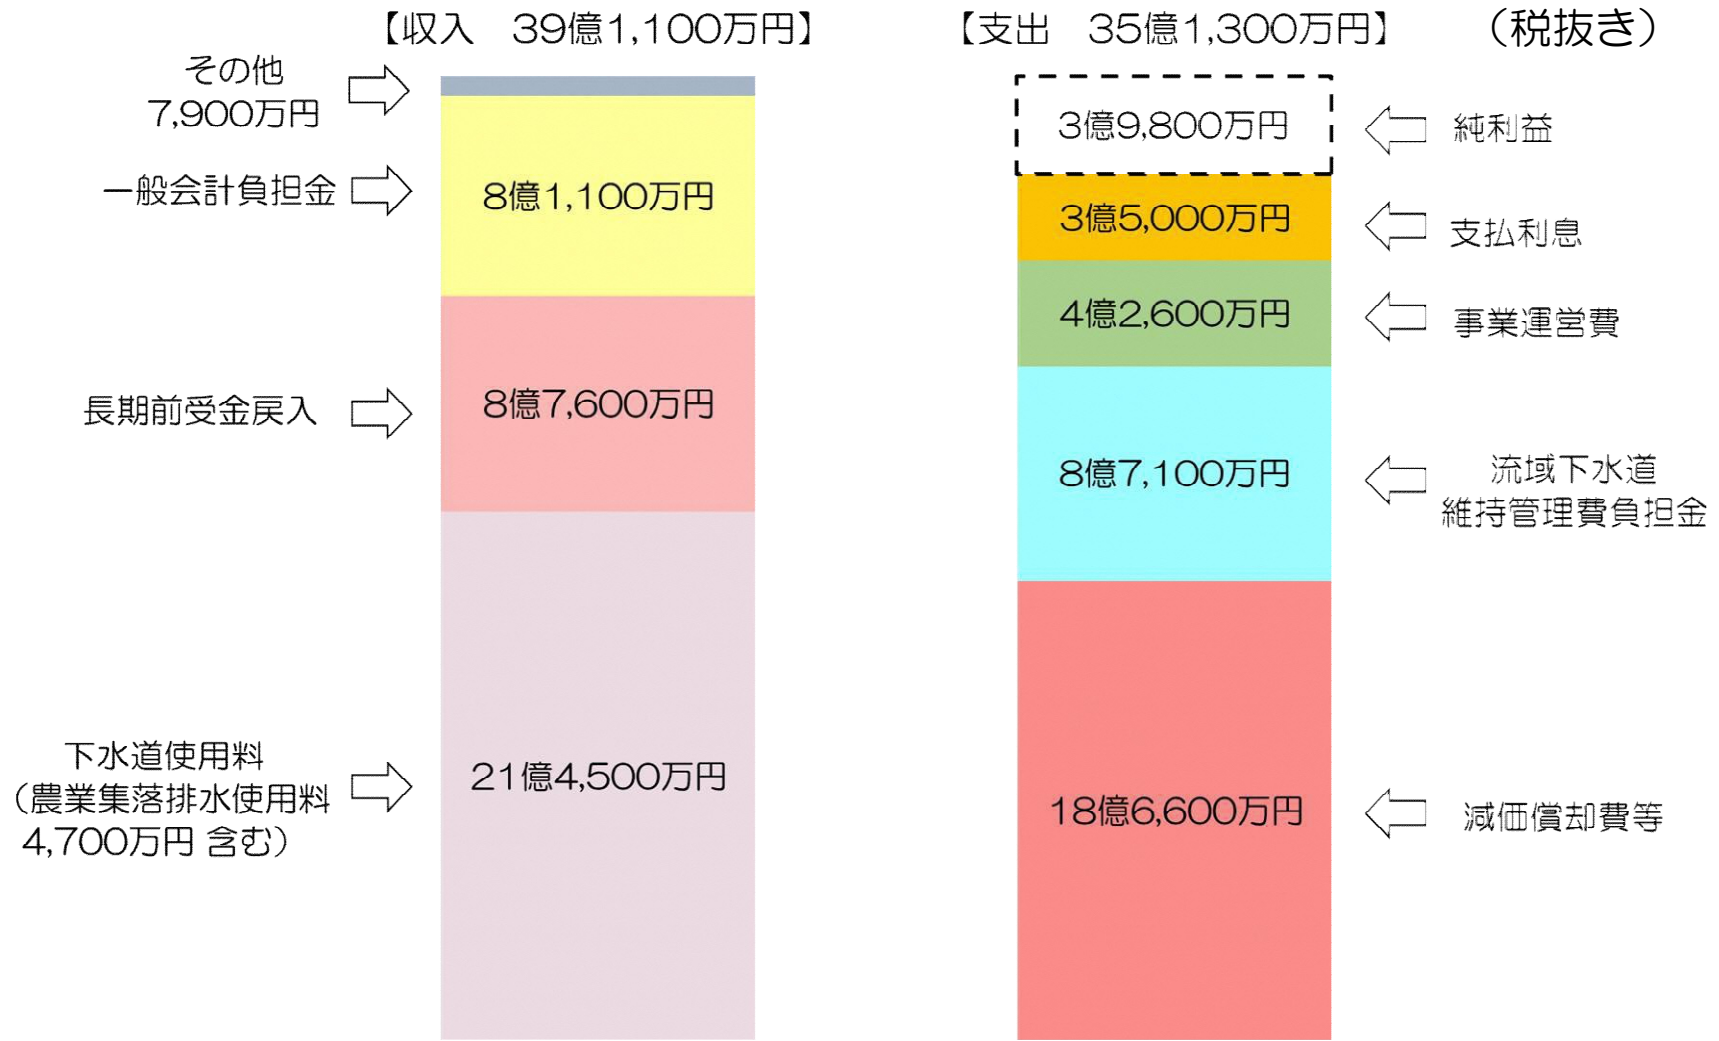 【収入　39億1,100万円】
その他
7,900万円
一般会計負担金
8億1,100万円
長期前受金戻入
8億7,600万円
下水道使用料
（農業集落排水使用料
4,700万円 含む）
21億4,500万円
【支出　35億1,300万円】
（税抜き）
3億9,800万円
純利益
3億5,000万円
支払利息
4億2,600万円
事業運営費
8億7,100万円
流域下水道
維持管理費負担金
18億6,600万円
減価償却費等